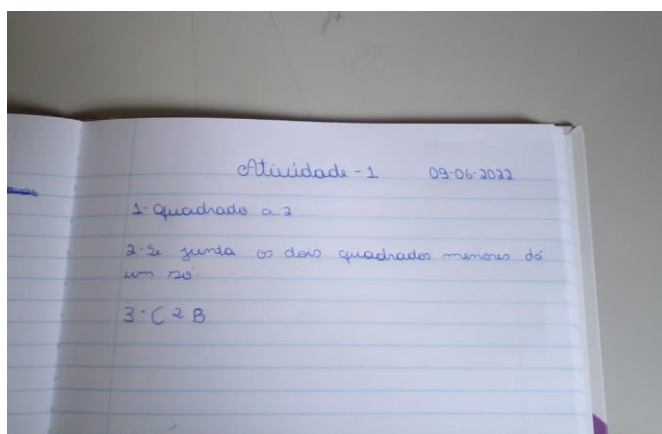 Atividade - 1 09-06-2022
1- Quadrado a 2
2- Se junta os dois quadrados menores dá
um só.
3- C 2 B